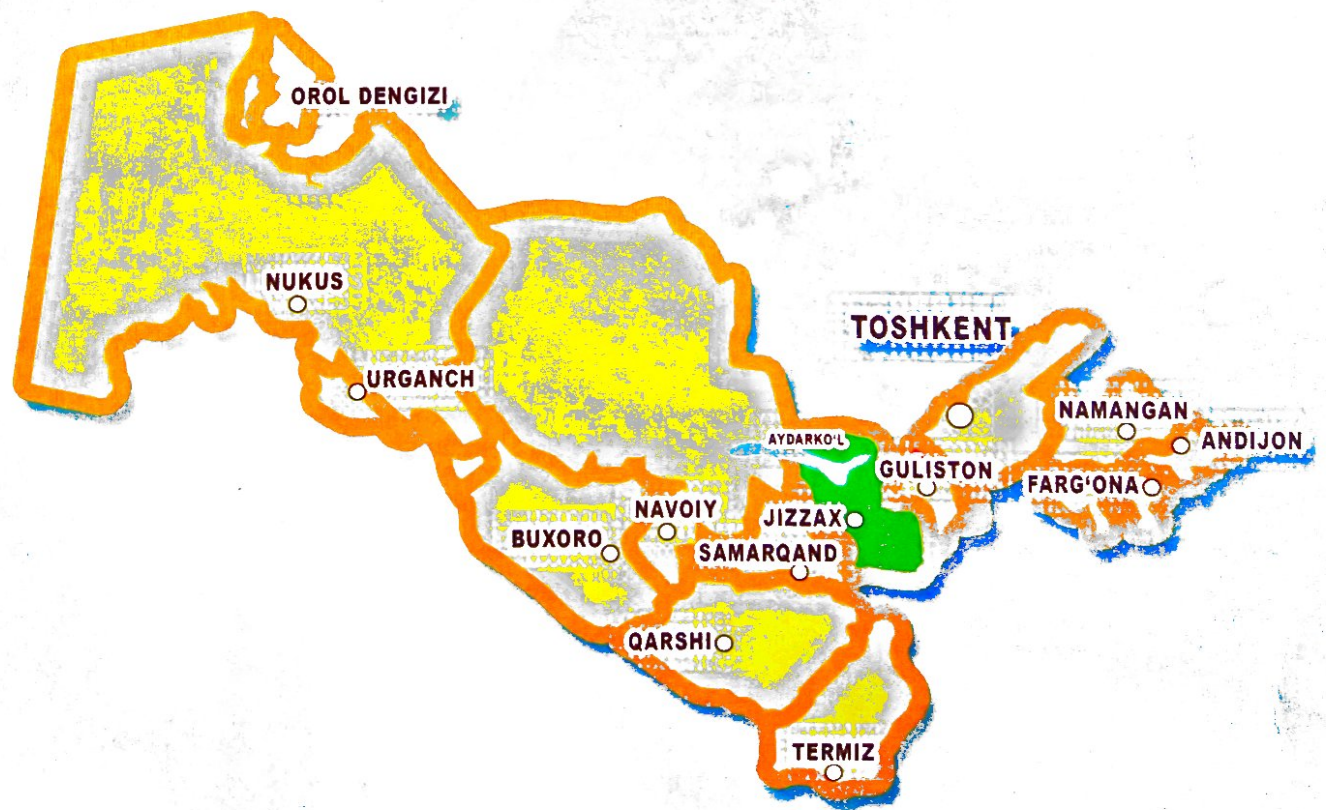 OROL DENGIZI
NUKUS
TOSHKENT
URGANCH
NAMANGAN
ANDIJON
AYDARKO'L
GULISTON
FARG'ONA
NAVOIY
JIZZAX
BUXORO
SAMARQAND
QARSHI
TERMIZ